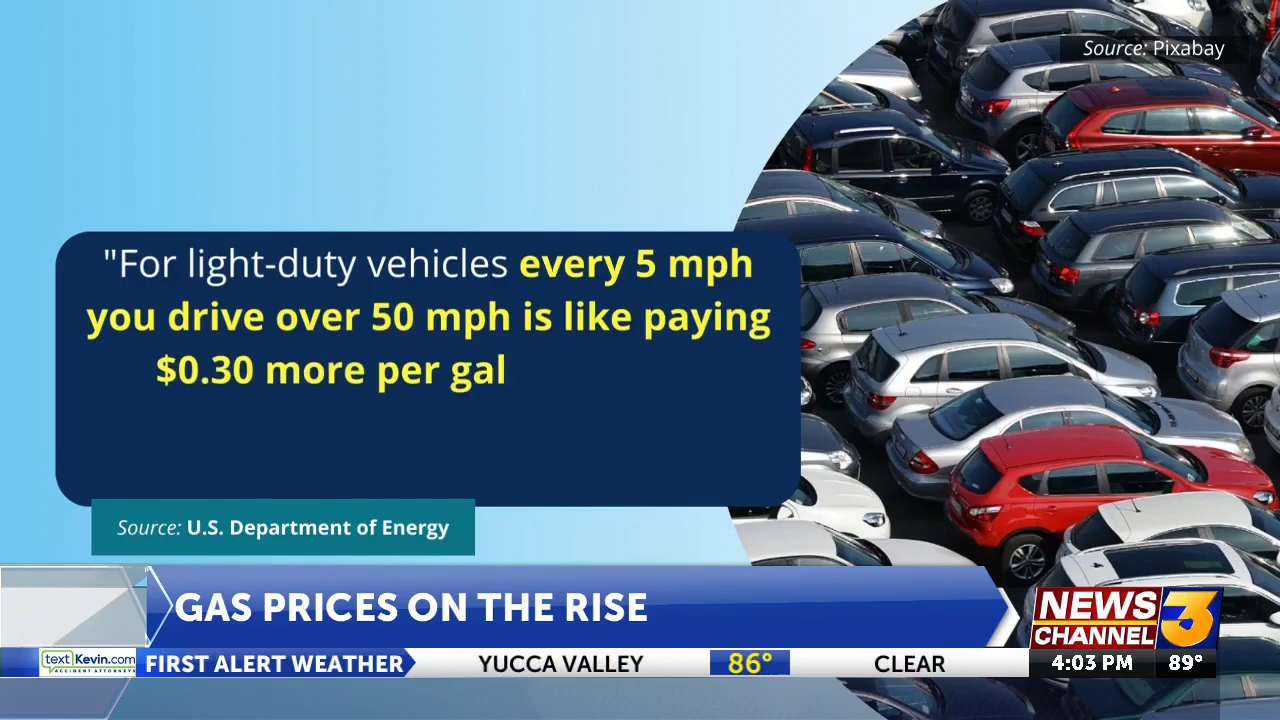 Source: Pixabay
"For light-duty vehicles every 5 mph
you drive over 50 mph is like paying
$0.30 more per gal
Source: U.S. Department of Energy
GAS PRICES ON THE RISE
NEWS
CHANNEL 3
textKevin.com
ACCIDENT ATTORNEYS
FIRST ALERT WEATHER
YUCCA VALLEY
86°
CLEAR
4:03 PM
89°